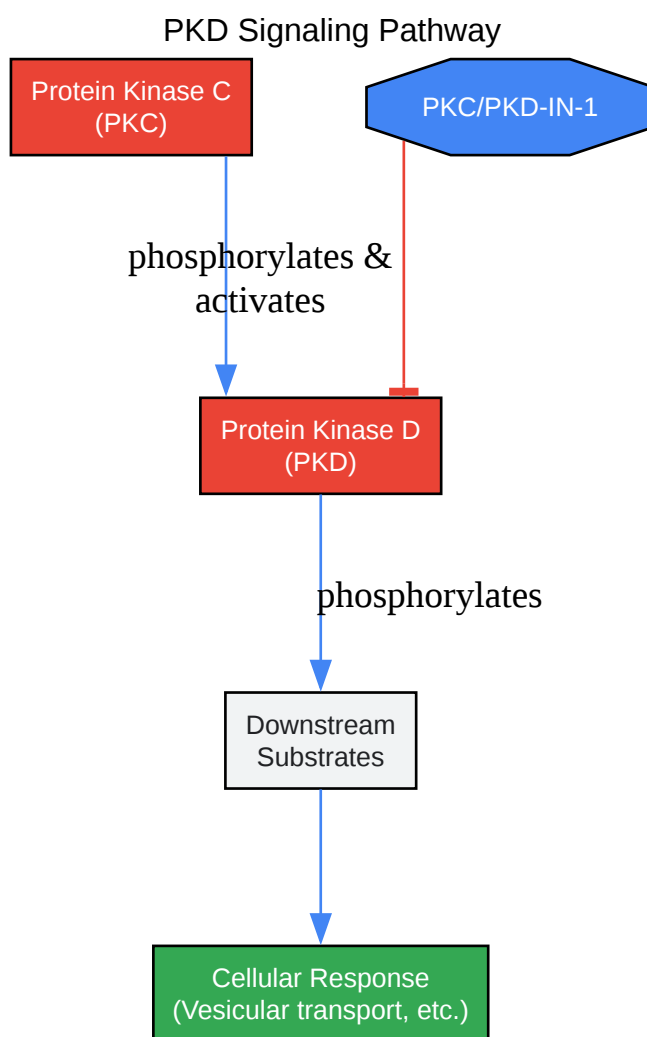 PKD Signaling Pathway
Protein Kinase C
(PKC)
PKC/PKD-IN-1
phosphorylates &
activates
Protein Kinase D
(PKD)
phosphorylates
Downstream
Substrates
Cellular Response
(Vesicular transport, etc.)